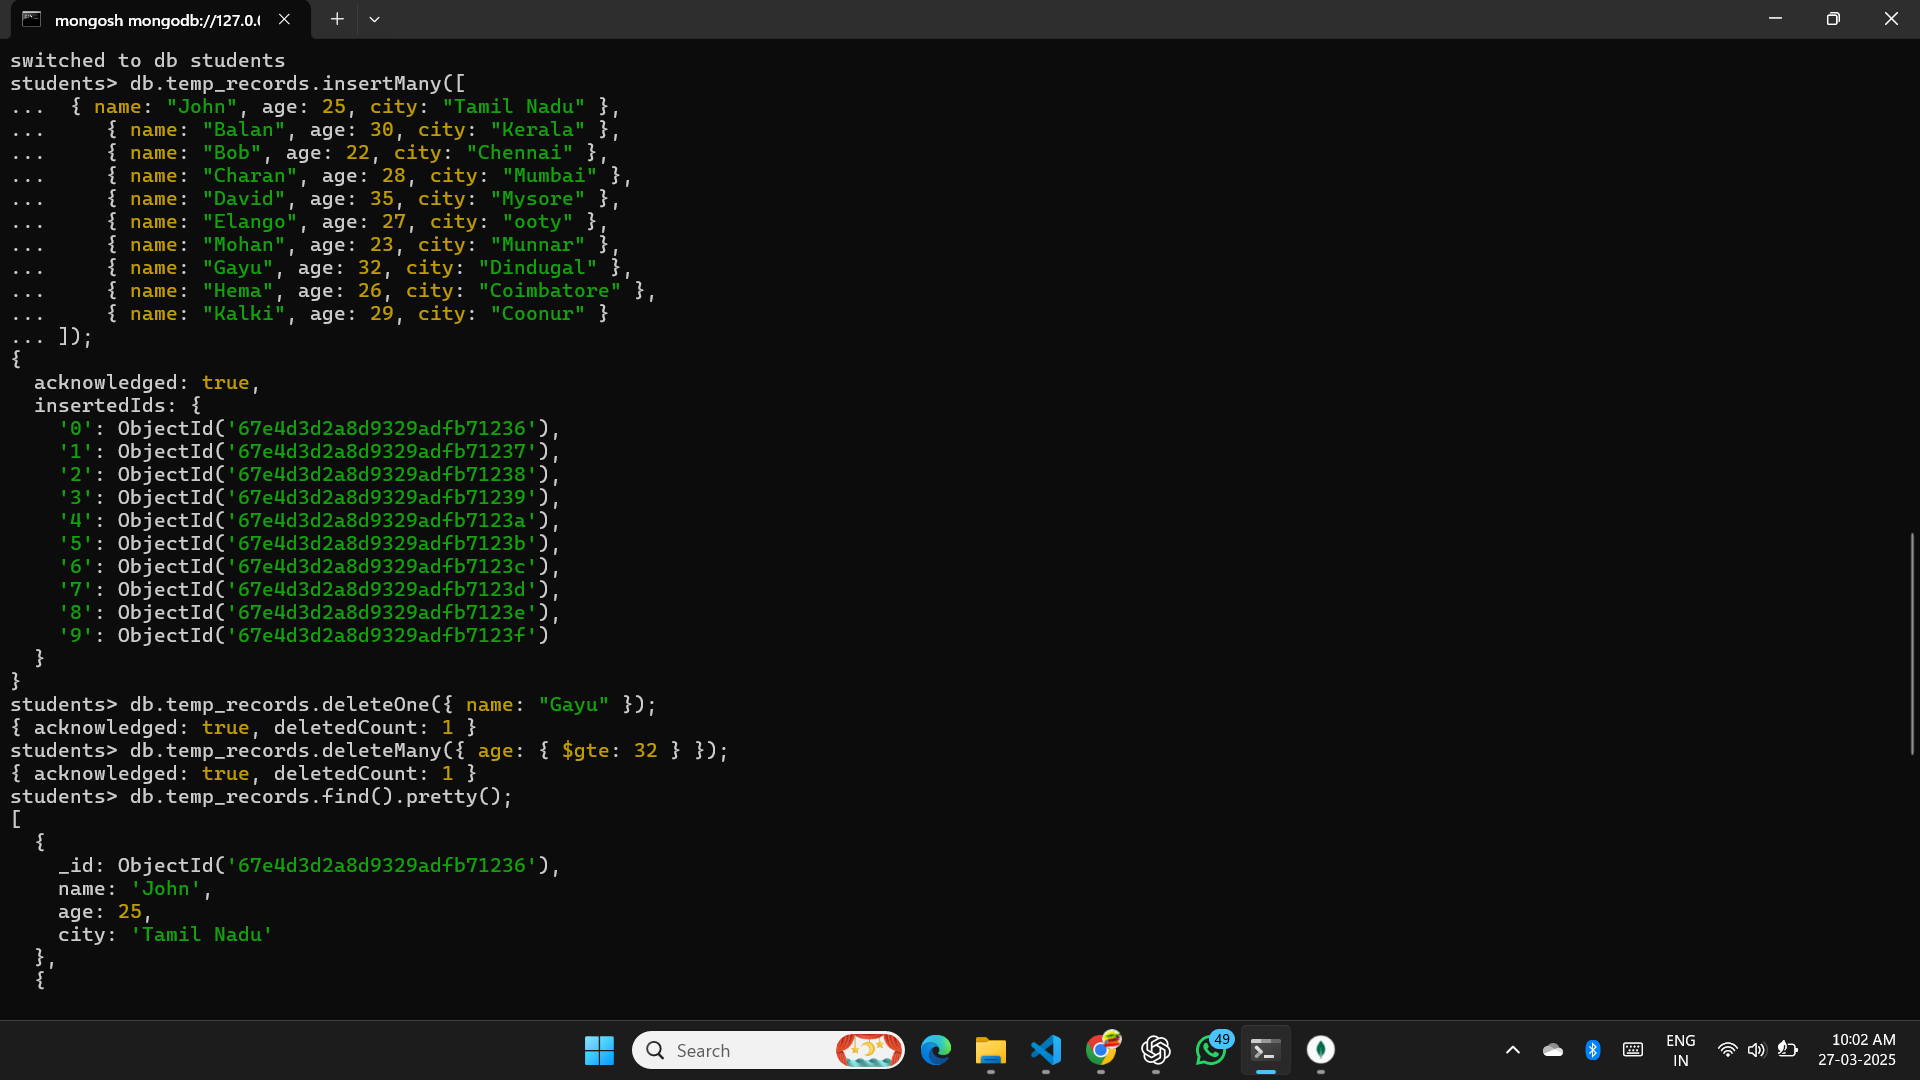 mongosh mongodb://127.0.0
switched to db students
students> db.temp_records.insertMany([
...  { name: "John", age: 25, city: "Tamil Nadu" },
...     { name: "Balan", age: 30, city: "Kerala" },
...     { name: "Bob", age: 22, city: "Chennai" },
...     { name: "Charan", age: 28, city: "Mumbai" },
...     { name: "David", age: 35, city: "Mysore" },
...     { name: "Elango", age: 27, city: "ooty" },
...     { name: "Mohan", age: 23, city: "Munnar" },
...     { name: "Gayu", age: 32, city: "Dindugal" },
...     { name: "Hema", age: 26, city: "Coimbatore" },
...     { name: "Kalki", age: 29, city: "Coonur" }
... ]);
{
  acknowledged: true,
  insertedIds: {
    '0': ObjectId('67e4d3d2a8d9329adfb71236'),
    '1': ObjectId('67e4d3d2a8d9329adfb71237'),
    '2': ObjectId('67e4d3d2a8d9329adfb71238'),
    '3': ObjectId('67e4d3d2a8d9329adfb71239'),
    '4': ObjectId('67e4d3d2a8d9329adfb7123a'),
    '5': ObjectId('67e4d3d2a8d9329adfb7123b'),
    '6': ObjectId('67e4d3d2a8d9329adfb7123c'),
    '7': ObjectId('67e4d3d2a8d9329adfb7123d'),
    '8': ObjectId('67e4d3d2a8d9329adfb7123e'),
    '9': ObjectId('67e4d3d2a8d9329adfb7123f')
  }
}
students> db.temp_records.deleteOne({ name: "Gayu" });
{ acknowledged: true, deletedCount: 1 }
students> db.temp_records.deleteMany({ age: { $gte: 32 } });
{ acknowledged: true, deletedCount: 1 }
students> db.temp_records.find().pretty();
[
  {
    _id: ObjectId('67e4d3d2a8d9329adfb71236'),
    name: 'John',
    age: 25,
    city: 'Tamil Nadu'
  },
  {
Search
49
ENG
IN
10:02 AM
27-03-2025